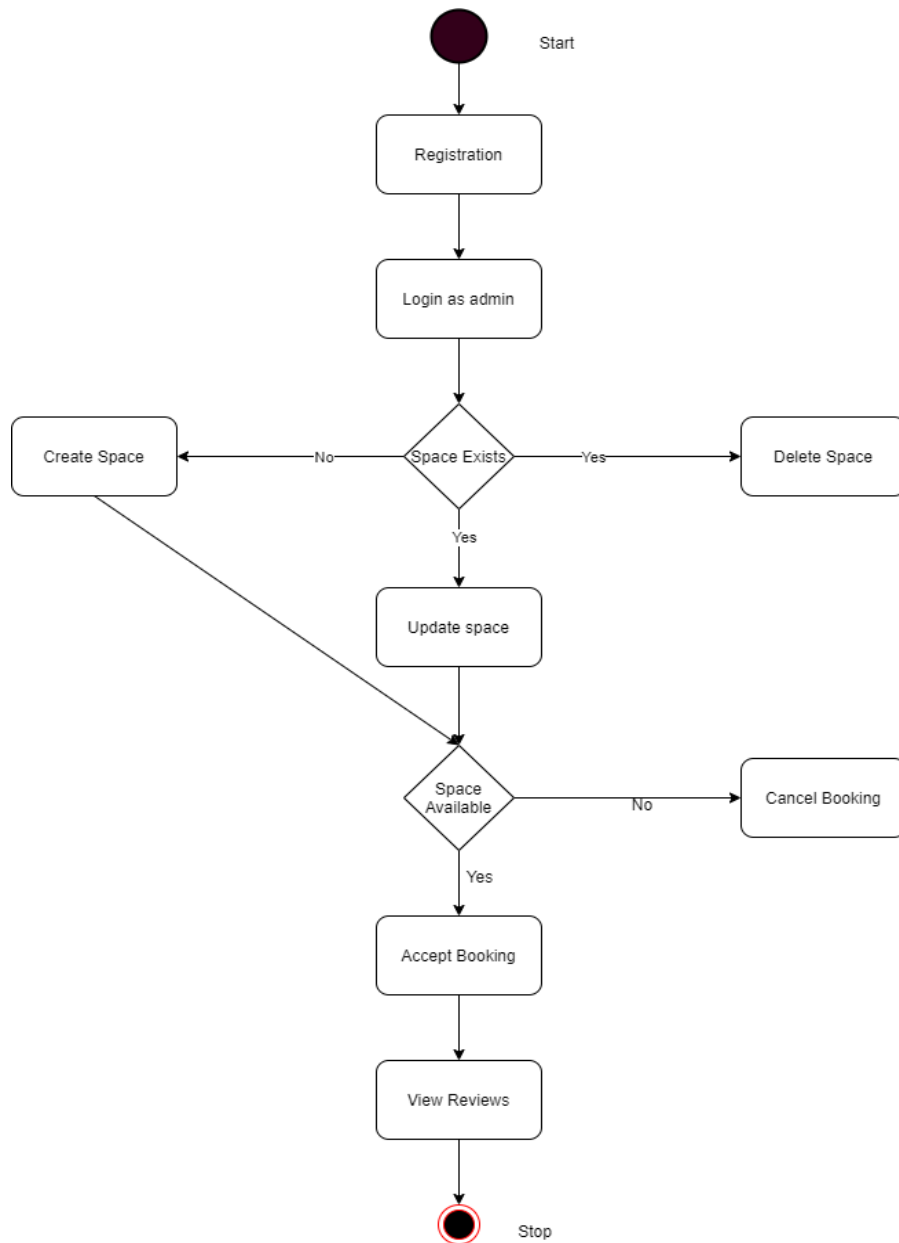 Start
Registration
Login as admin
Create Space
No
Space Exists
Yes
Delete Space
Yes
Update space
Space
Available
No
Cancel Booking
Yes
Accept Booking
View Reviews
Stop